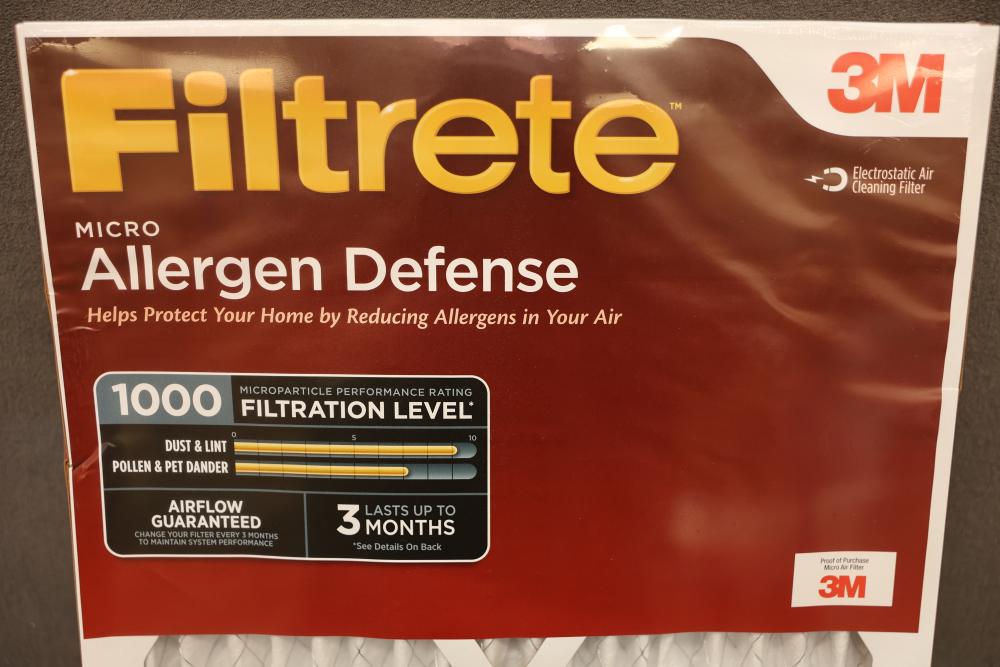 3M
Filtrete™
Electrostatic Air
Cleaning Filter
MICRO
Allergen Defense
Helps Protect Your Home by Reducing Allergens in Your Air
1000
MICROPARTICLE PERFORMANCE RATING
FILTRATION LEVEL*
0 5 10
DUST & LINT
POLLEN & PET DANDER
AIRFLOW
GUARANTEED
CHANGE YOUR FILTER EVERY 3 MONTHS
TO MAINTAIN SYSTEM PERFORMANCE
3 LASTS UP TO
MONTHS
*See Details On Back
Proof of Purchase
Micro Air Filter
3M